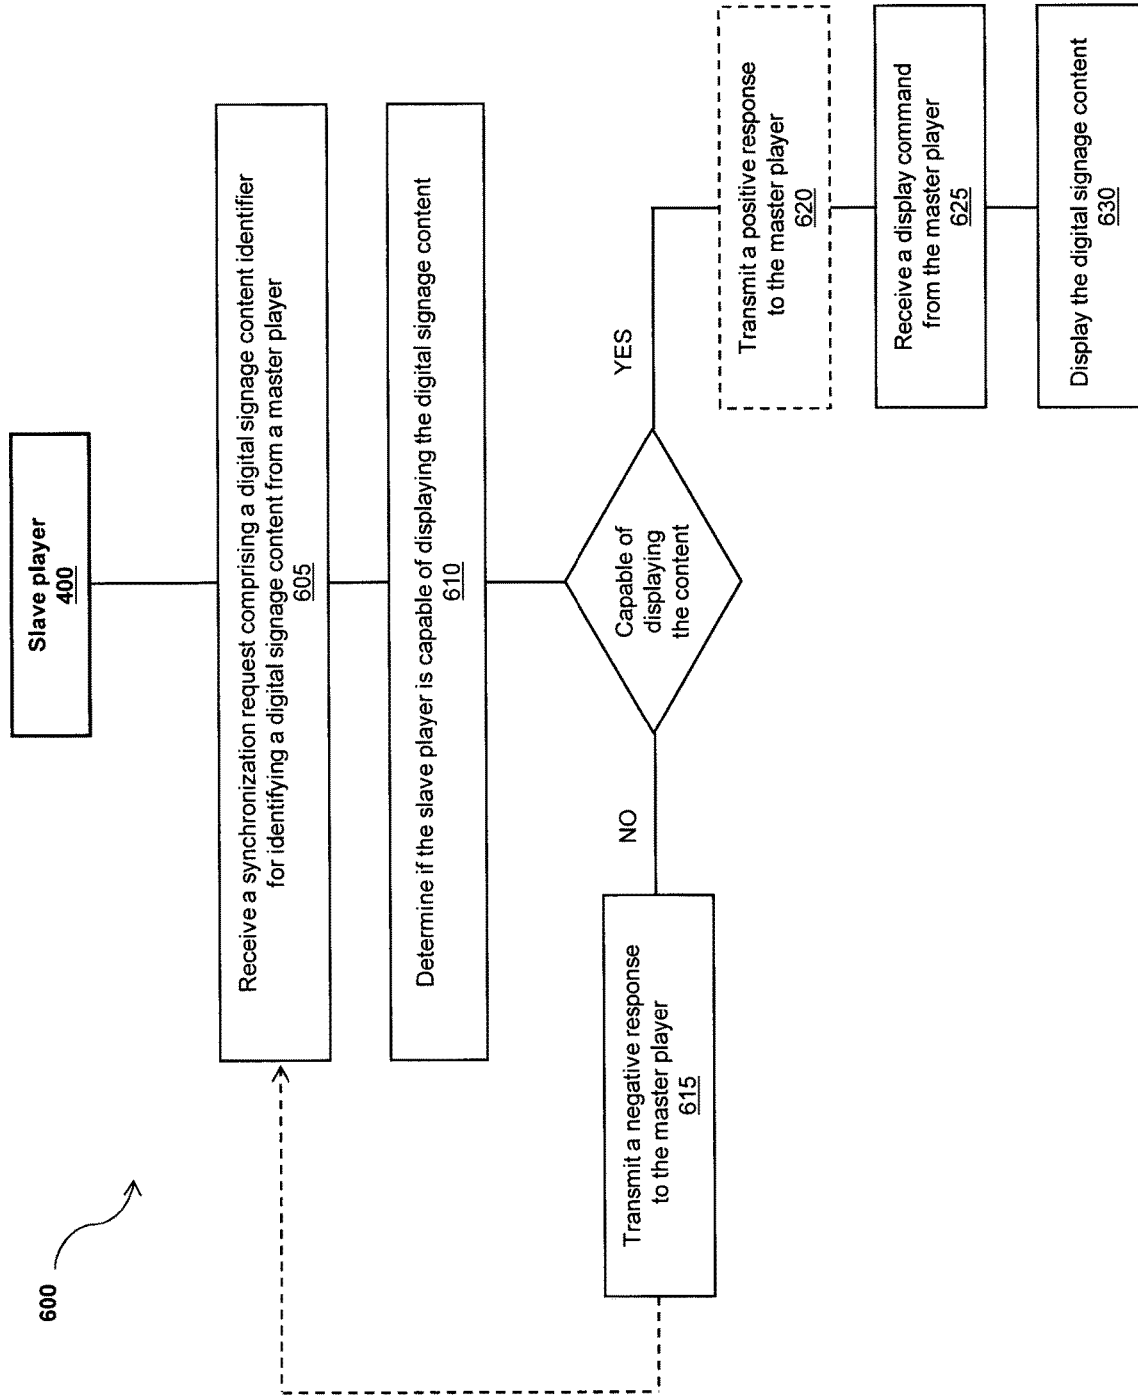 600
Slave player
400
Receive a synchronization request comprising a digital signage content identifier
for identifying a digital signage content from a master player
605
Determine if the slave player is capable of displaying the digital signage content
610
Capable of
displaying
the content
NO
YES
Transmit a negative response
to the master player
615
Transmit a positive response
to the master player
620
Receive a display command
from the master player
625
Display the digital signage content
630